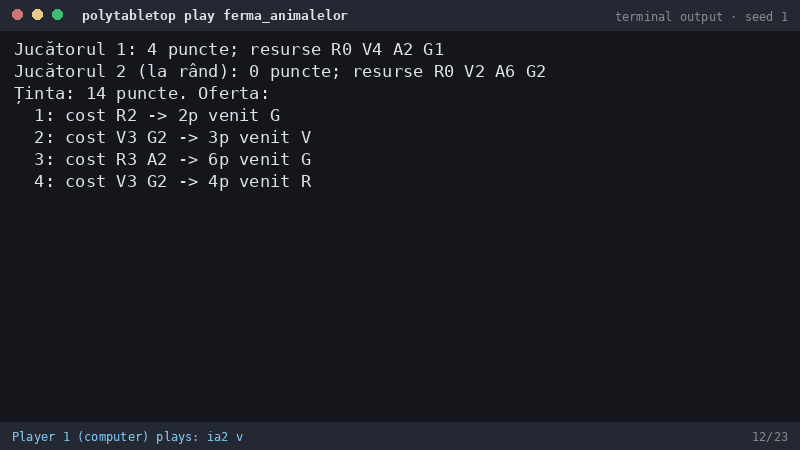 polytabletop play ferma_animalelor
terminal output · seed 1
Jucătorul 1: 4 puncte; resurse R0 V4 A2 G1
Jucătorul 2 (la rând): 0 puncte; resurse R0 V2 A6 G2
Ținta: 14 puncte. Oferta:
1: cost R2 -> 2p venit G
2: cost V3 G2 -> 3p venit V
3: cost R3 A2 -> 6p venit G
4: cost V3 G2 -> 4p venit R
Player 1 (computer) plays: ia2 v
12/23